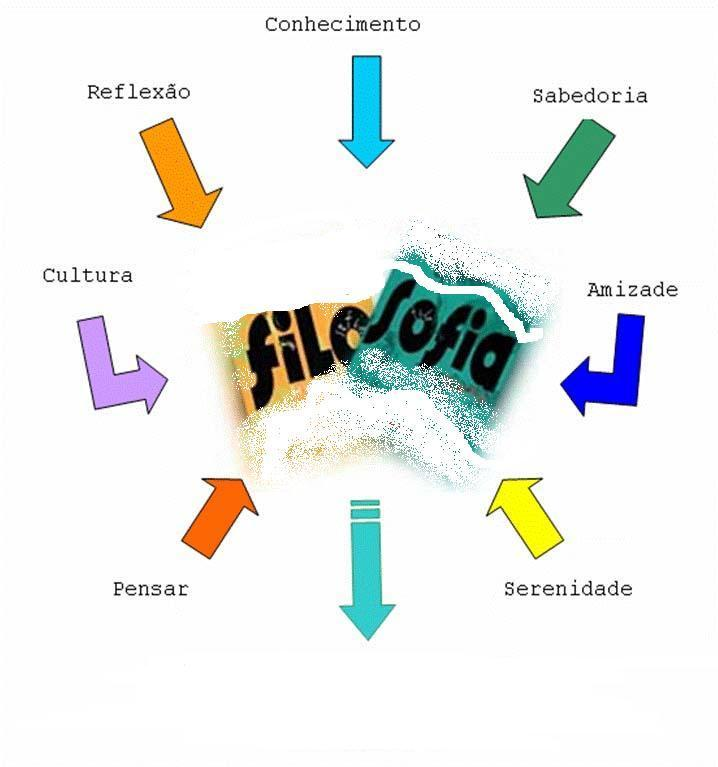 Conhecimento
Reflexão
Sabedoria
Cultura
Amizade
filosofia
Pensar
Serenidade